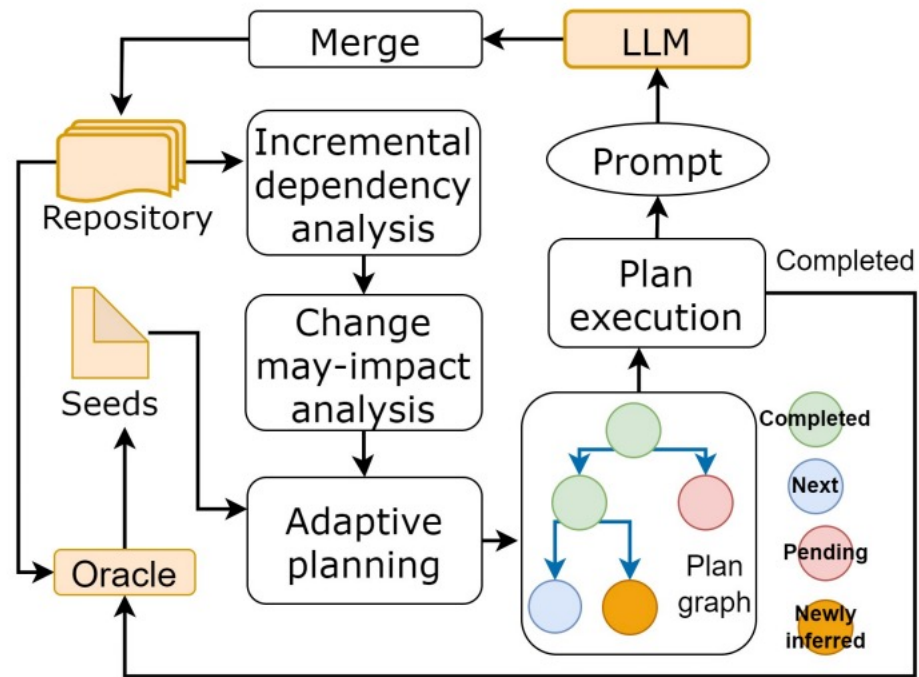 Merge
LLM
Incremental
dependency
analysis
Prompt
Repository
Plan
execution
Completed
Change
may-impact
analysis
Seeds
Completed
Next
Adaptive
planning
Plan
graph
Pending
Oracle
Newly
inferred